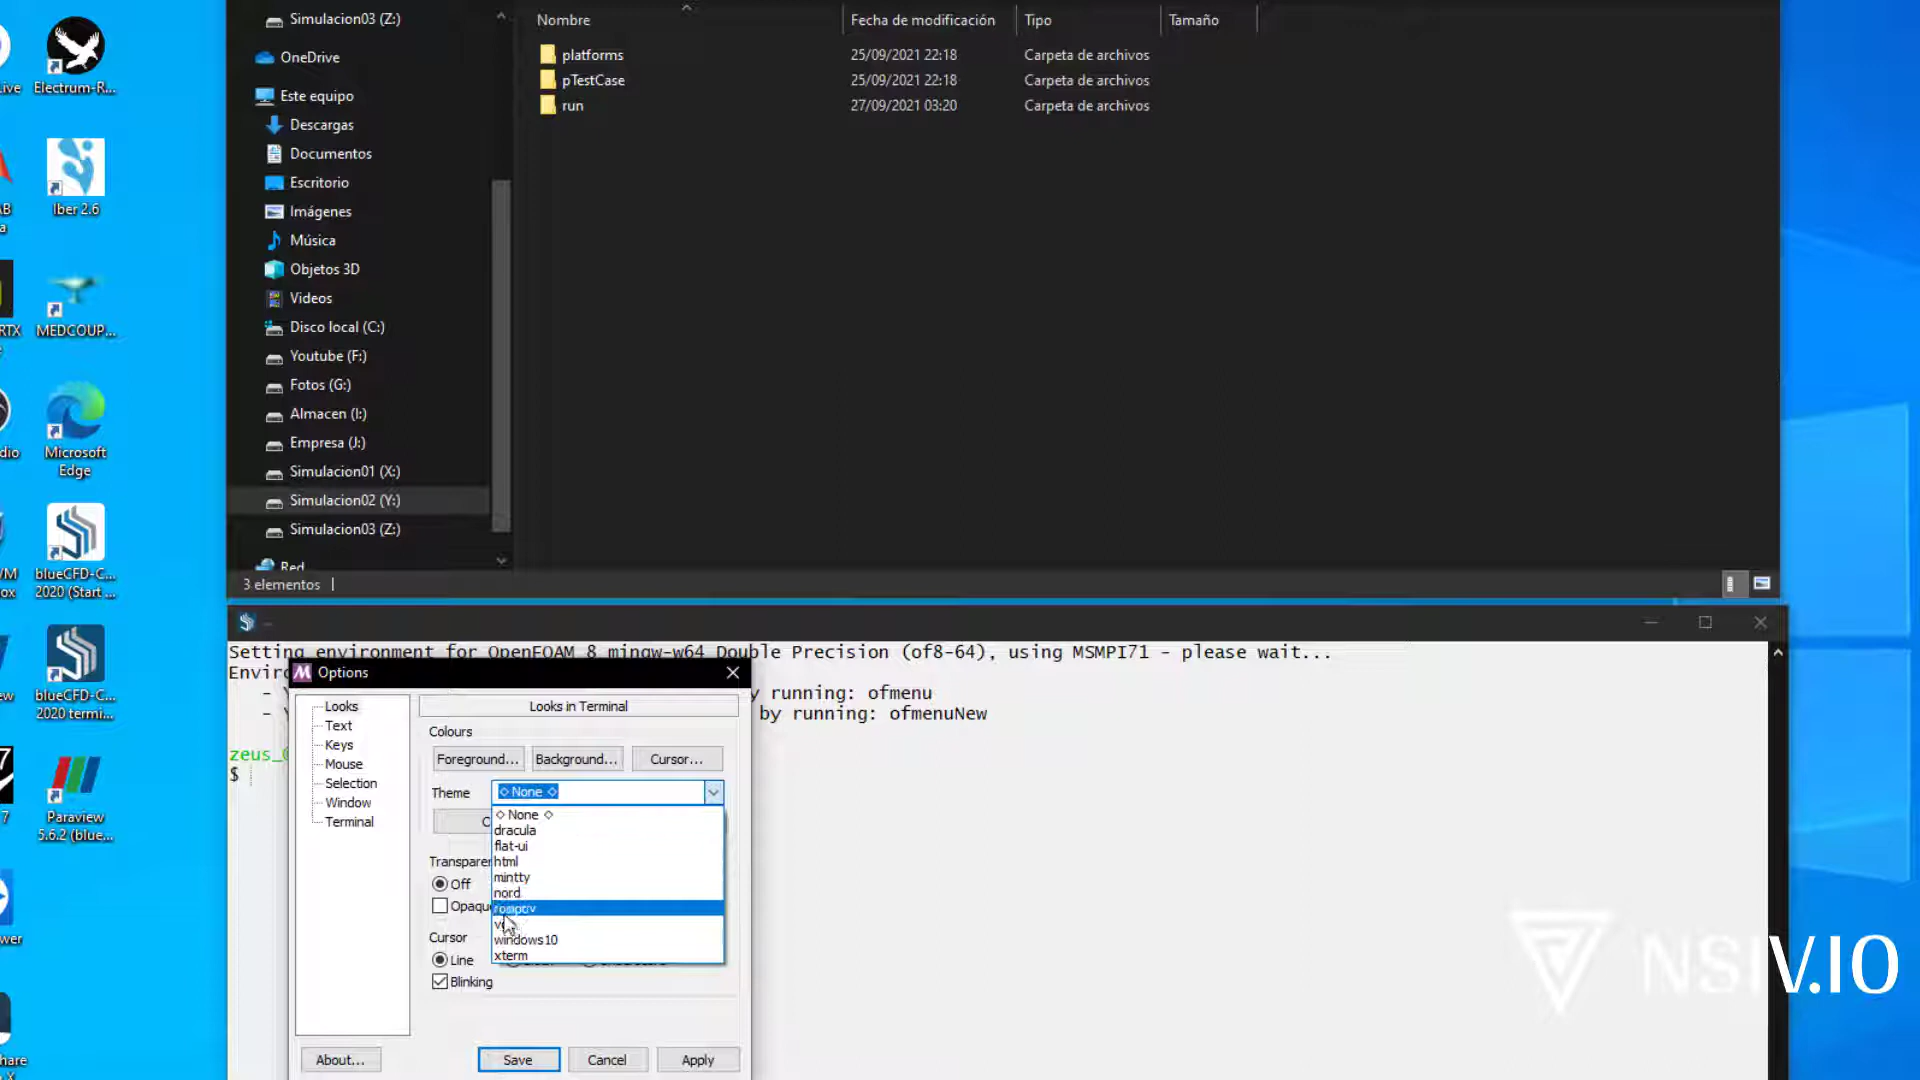 Simulacion03 (Z:)
OneDrive
Este equipo
Descargas
Documentos
Escritorio
Imágenes
Música
Objetos 3D
Videos
Disco local (C:)
Youtube (F:)
Fotos (G:)
Almacen (I:)
Empresa (J:)
Simulacion01 (X:)
Simulacion02 (Y:)
Simulacion03 (Z:)
Red
3 elementos
Nombre Fecha de modificación Tipo Tamaño
platforms 25/09/2021 22:18 Carpeta de archivos
pTestCase 25/09/2021 22:18 Carpeta de archivos
run 27/09/2021 03:20 Carpeta de archivos
Electrum-R...
Iber 2.6
MEDCOUP...
Microsoft
Edge
blueCFD-C...
2020 (Start ...
blueCFD-C...
2020 termi...
Paraview
5.6.2 (blue...
Setting environment for OpenFOAM 8 mingw-w64 Double Precision (of8-64), using MSMPI71 - please wait...
y running: ofmenu
by running: ofmenuNew
zeus_
$
Options
Looks
Text
Keys
Mouse
Selection
Window
Terminal
Looks in Terminal
Colours
Foreground... Background... Cursor...
Theme ◇ None ◇
◇ None ◇
dracula
flat-ui
html
mintty
nord
windows10
xterm
Off
Cursor
Line
Blinking
About... Save Cancel Apply
NSIV.IO